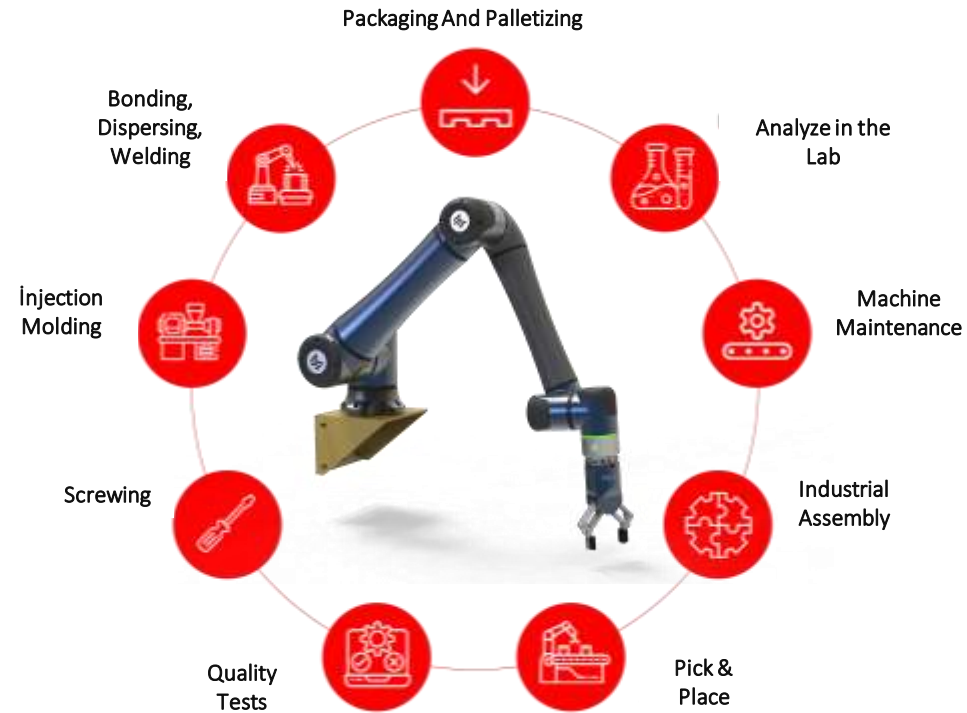 Packaging And Palletizing
Bonding,
Dispersing,
Welding
Analyze in the
Lab
İnjection
Molding
Machine
Maintenance
Screwing
Industrial
Assembly
Quality
Tests
Pick &
Place